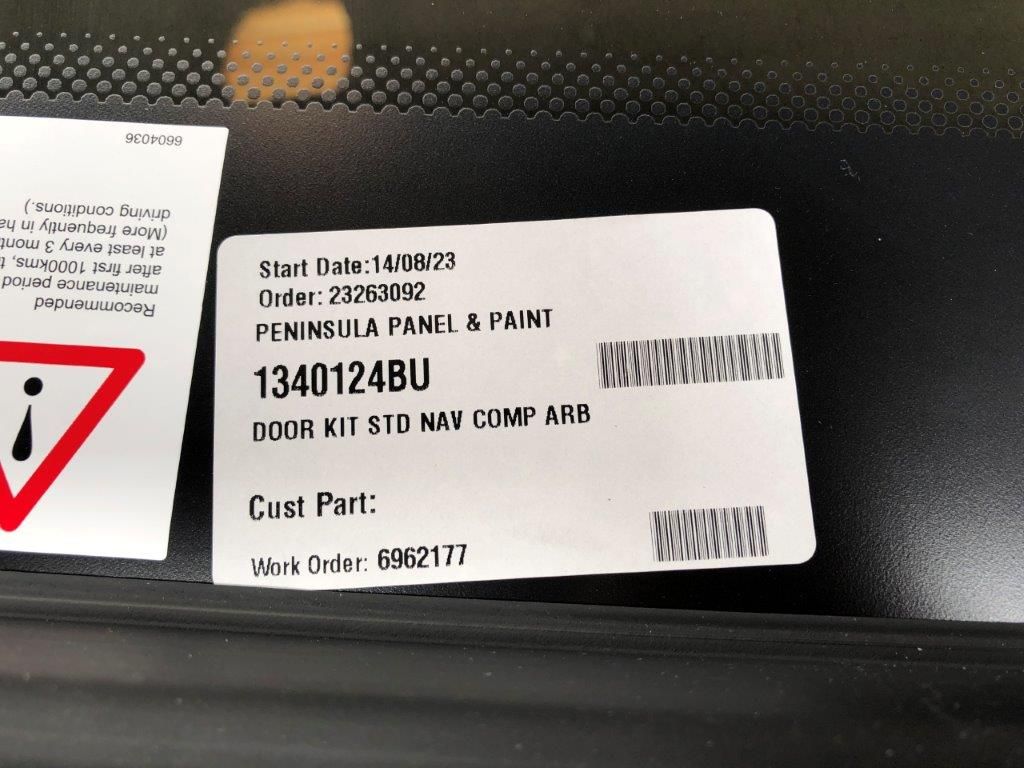 6604036
Recommended
maintenance period
after first 1000kms,
at least every 3
(More frequently in
driving conditions.)
Start Date:14/08/23
Order: 23263092
PENINSULA PANEL & PAINT
1340124BU
DOOR KIT STD NAV COMP ARB
Cust Part:
Work Order: 6962177